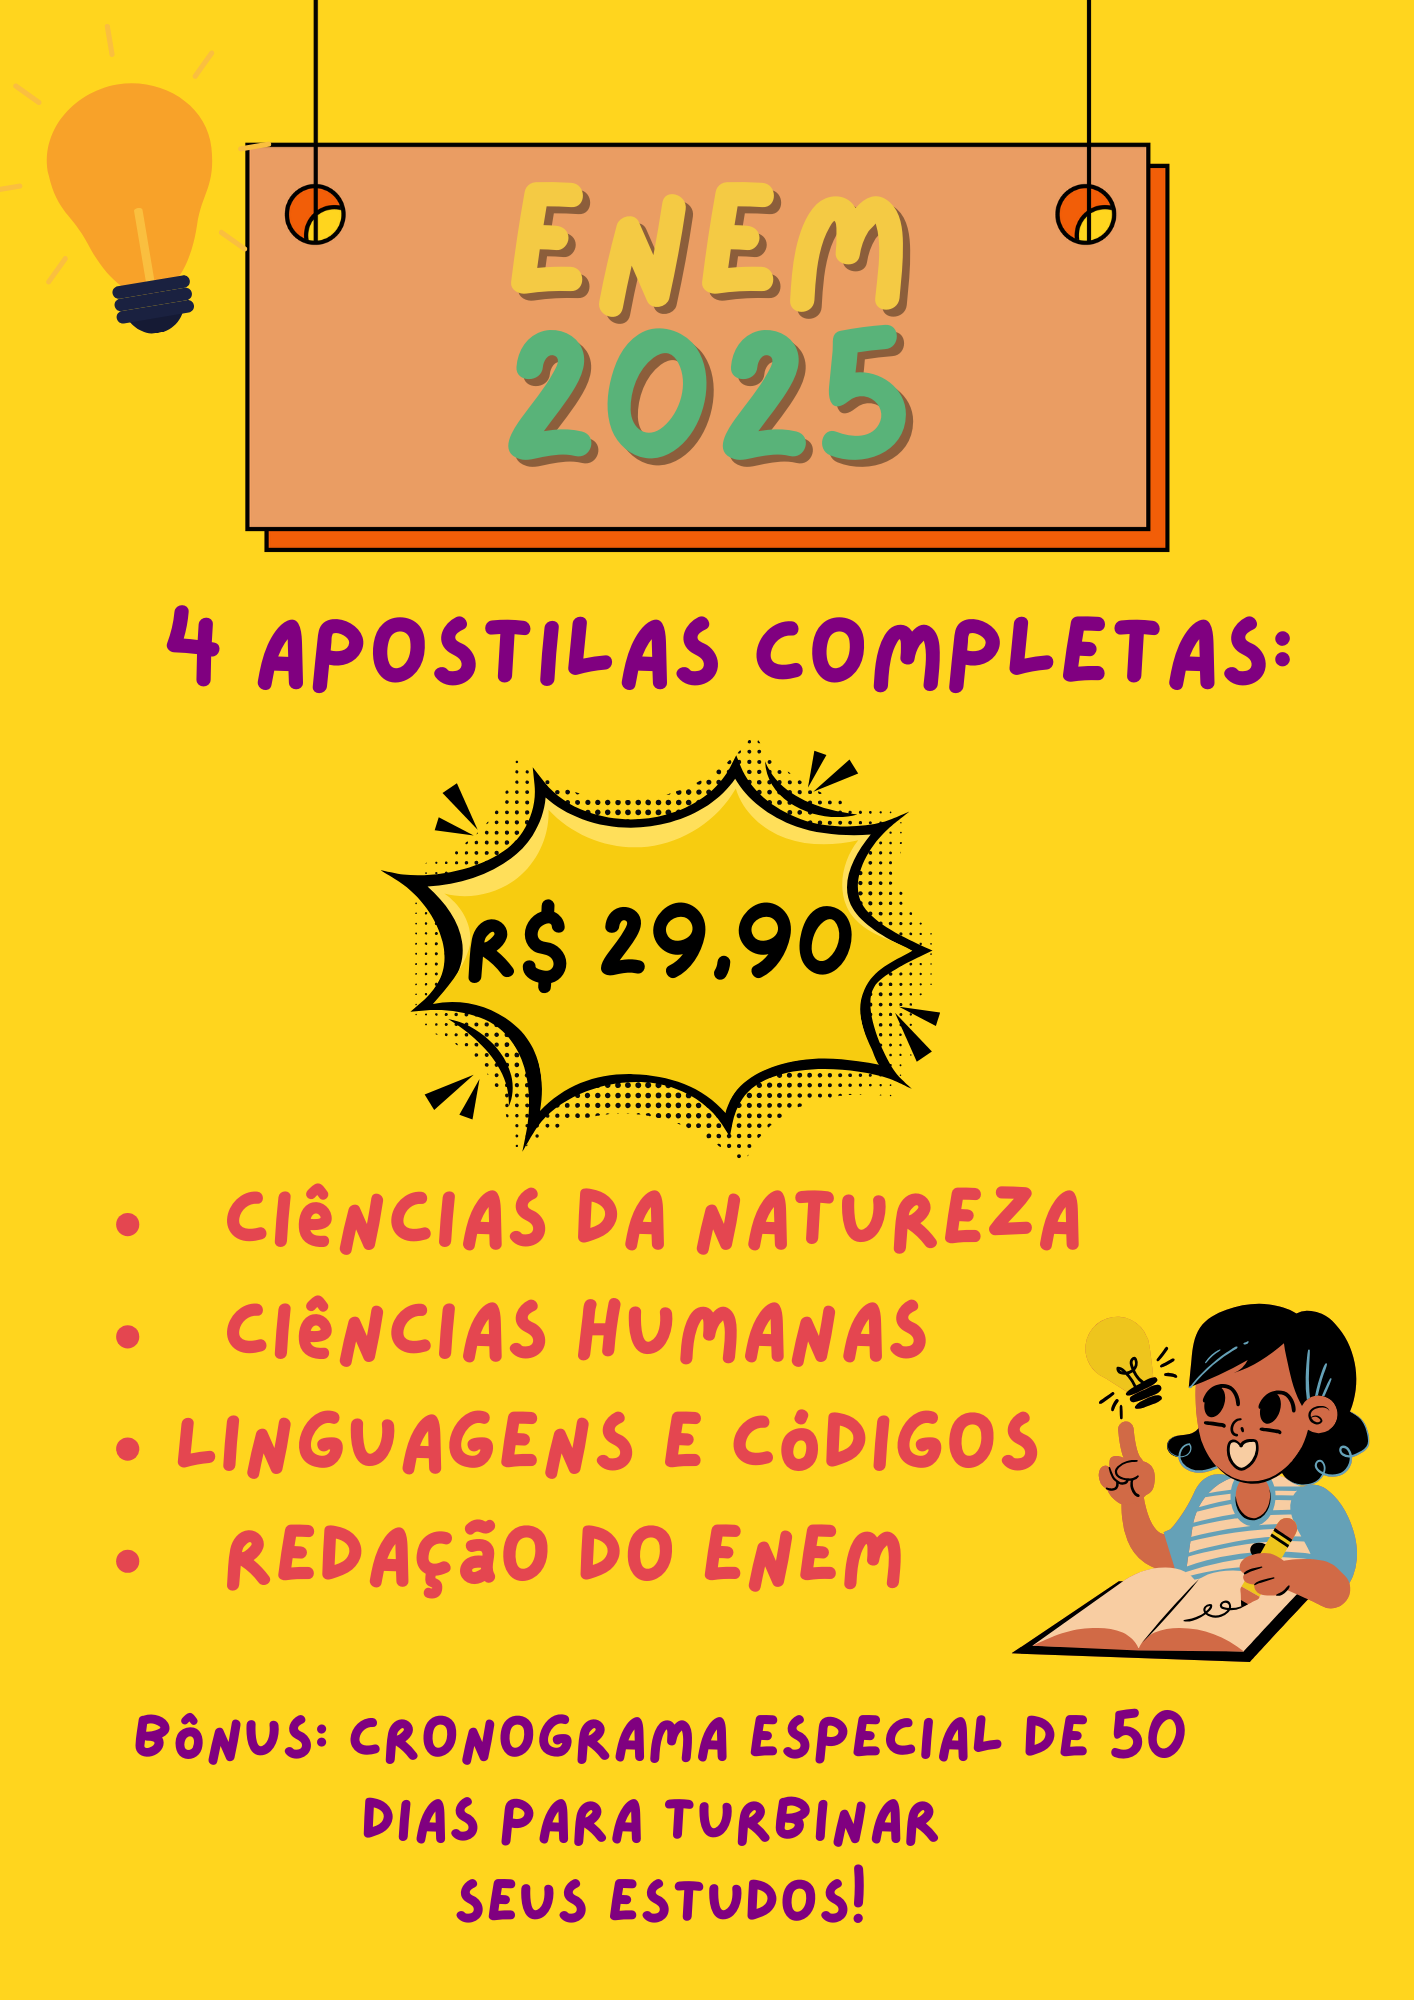 ENEM
2025
4 APOSTILAS COMPLETAS:
R$ 29,90
• CIêNCIAS DA NATUREZA
• CIêNCIAS HUMANAS
• LINGUAGENS E CóDIGOS
• REDAçãO DO ENEM
BôNUS: CRONOGRAMA ESPECIAL DE 50
DIAS PARA TURBINAR
SEUS ESTUDOS!